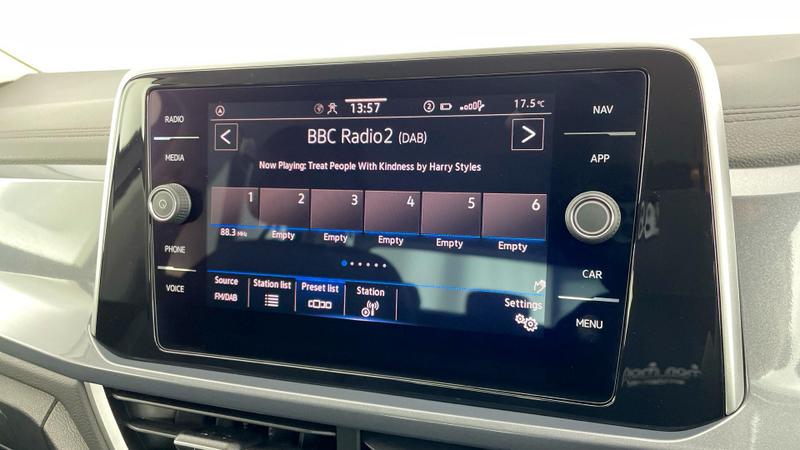 RADIO
MEDIA
PHONE
VOICE
13:57
2
17.5 °C
BBC Radio2 (DAB)
Now Playing: Treat People With Kindness by Harry Styles
1 2 3 4 5 6
88.3 MHz Empty Empty Empty Empty Empty
Source Station list Preset list Station Settings
FM/DAB
NAV
APP
CAR
MENU